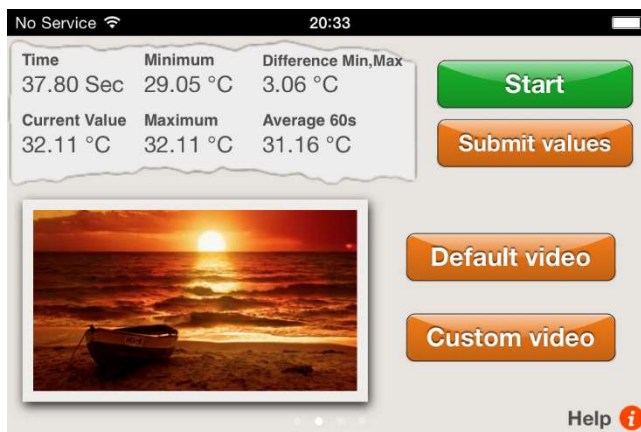 No Service 20:33
Time Minimum Difference Min,Max
37.80 Sec 29.05 °C 3.06 °C
Current Value Maximum Average 60s
32.11 °C 32.11 °C 31.16 °C
Start
Submit values
Default video
Custom video
Help i